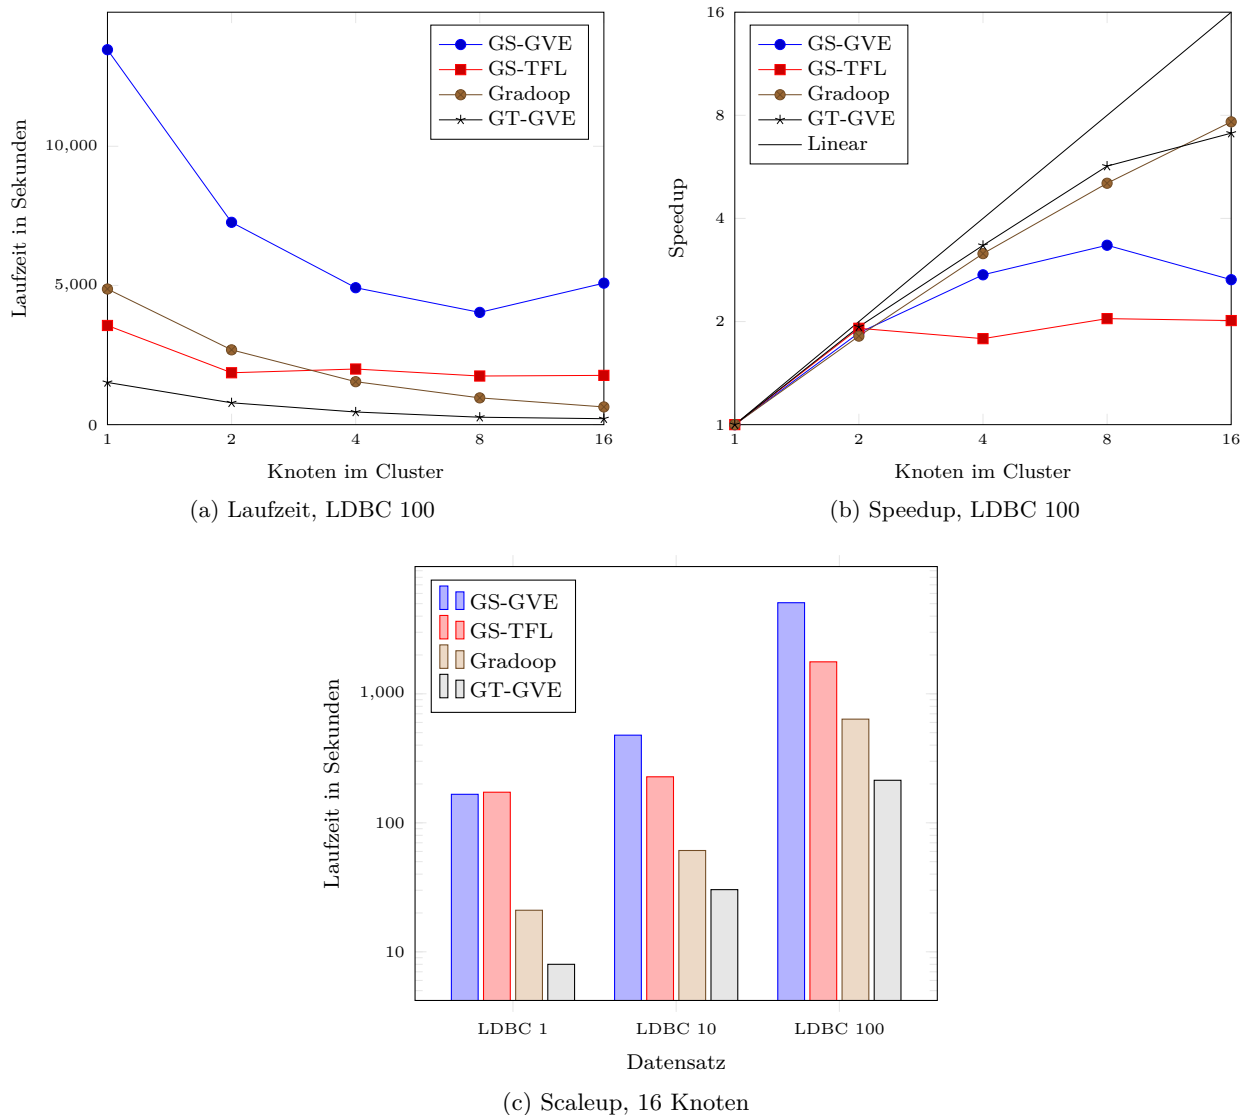 Laufzeit in Sekunden
10,000
5,000
0
1
2
4
8
16
Knoten im Cluster
GS-GVE
GS-TFL
Gradoop
GT-GVE
(a) Laufzeit, LDBC 100
Speedup
16
8
4
2
1
1
2
4
8
16
Knoten im Cluster
GS-GVE
GS-TFL
Gradoop
GT-GVE
Linear
(b) Speedup, LDBC 100
Laufzeit in Sekunden
1,000
100
10
GS-GVE
GS-TFL
Gradoop
GT-GVE
LDBC 1
LDBC 10
LDBC 100
Datensatz
(c) Scaleup, 16 Knoten